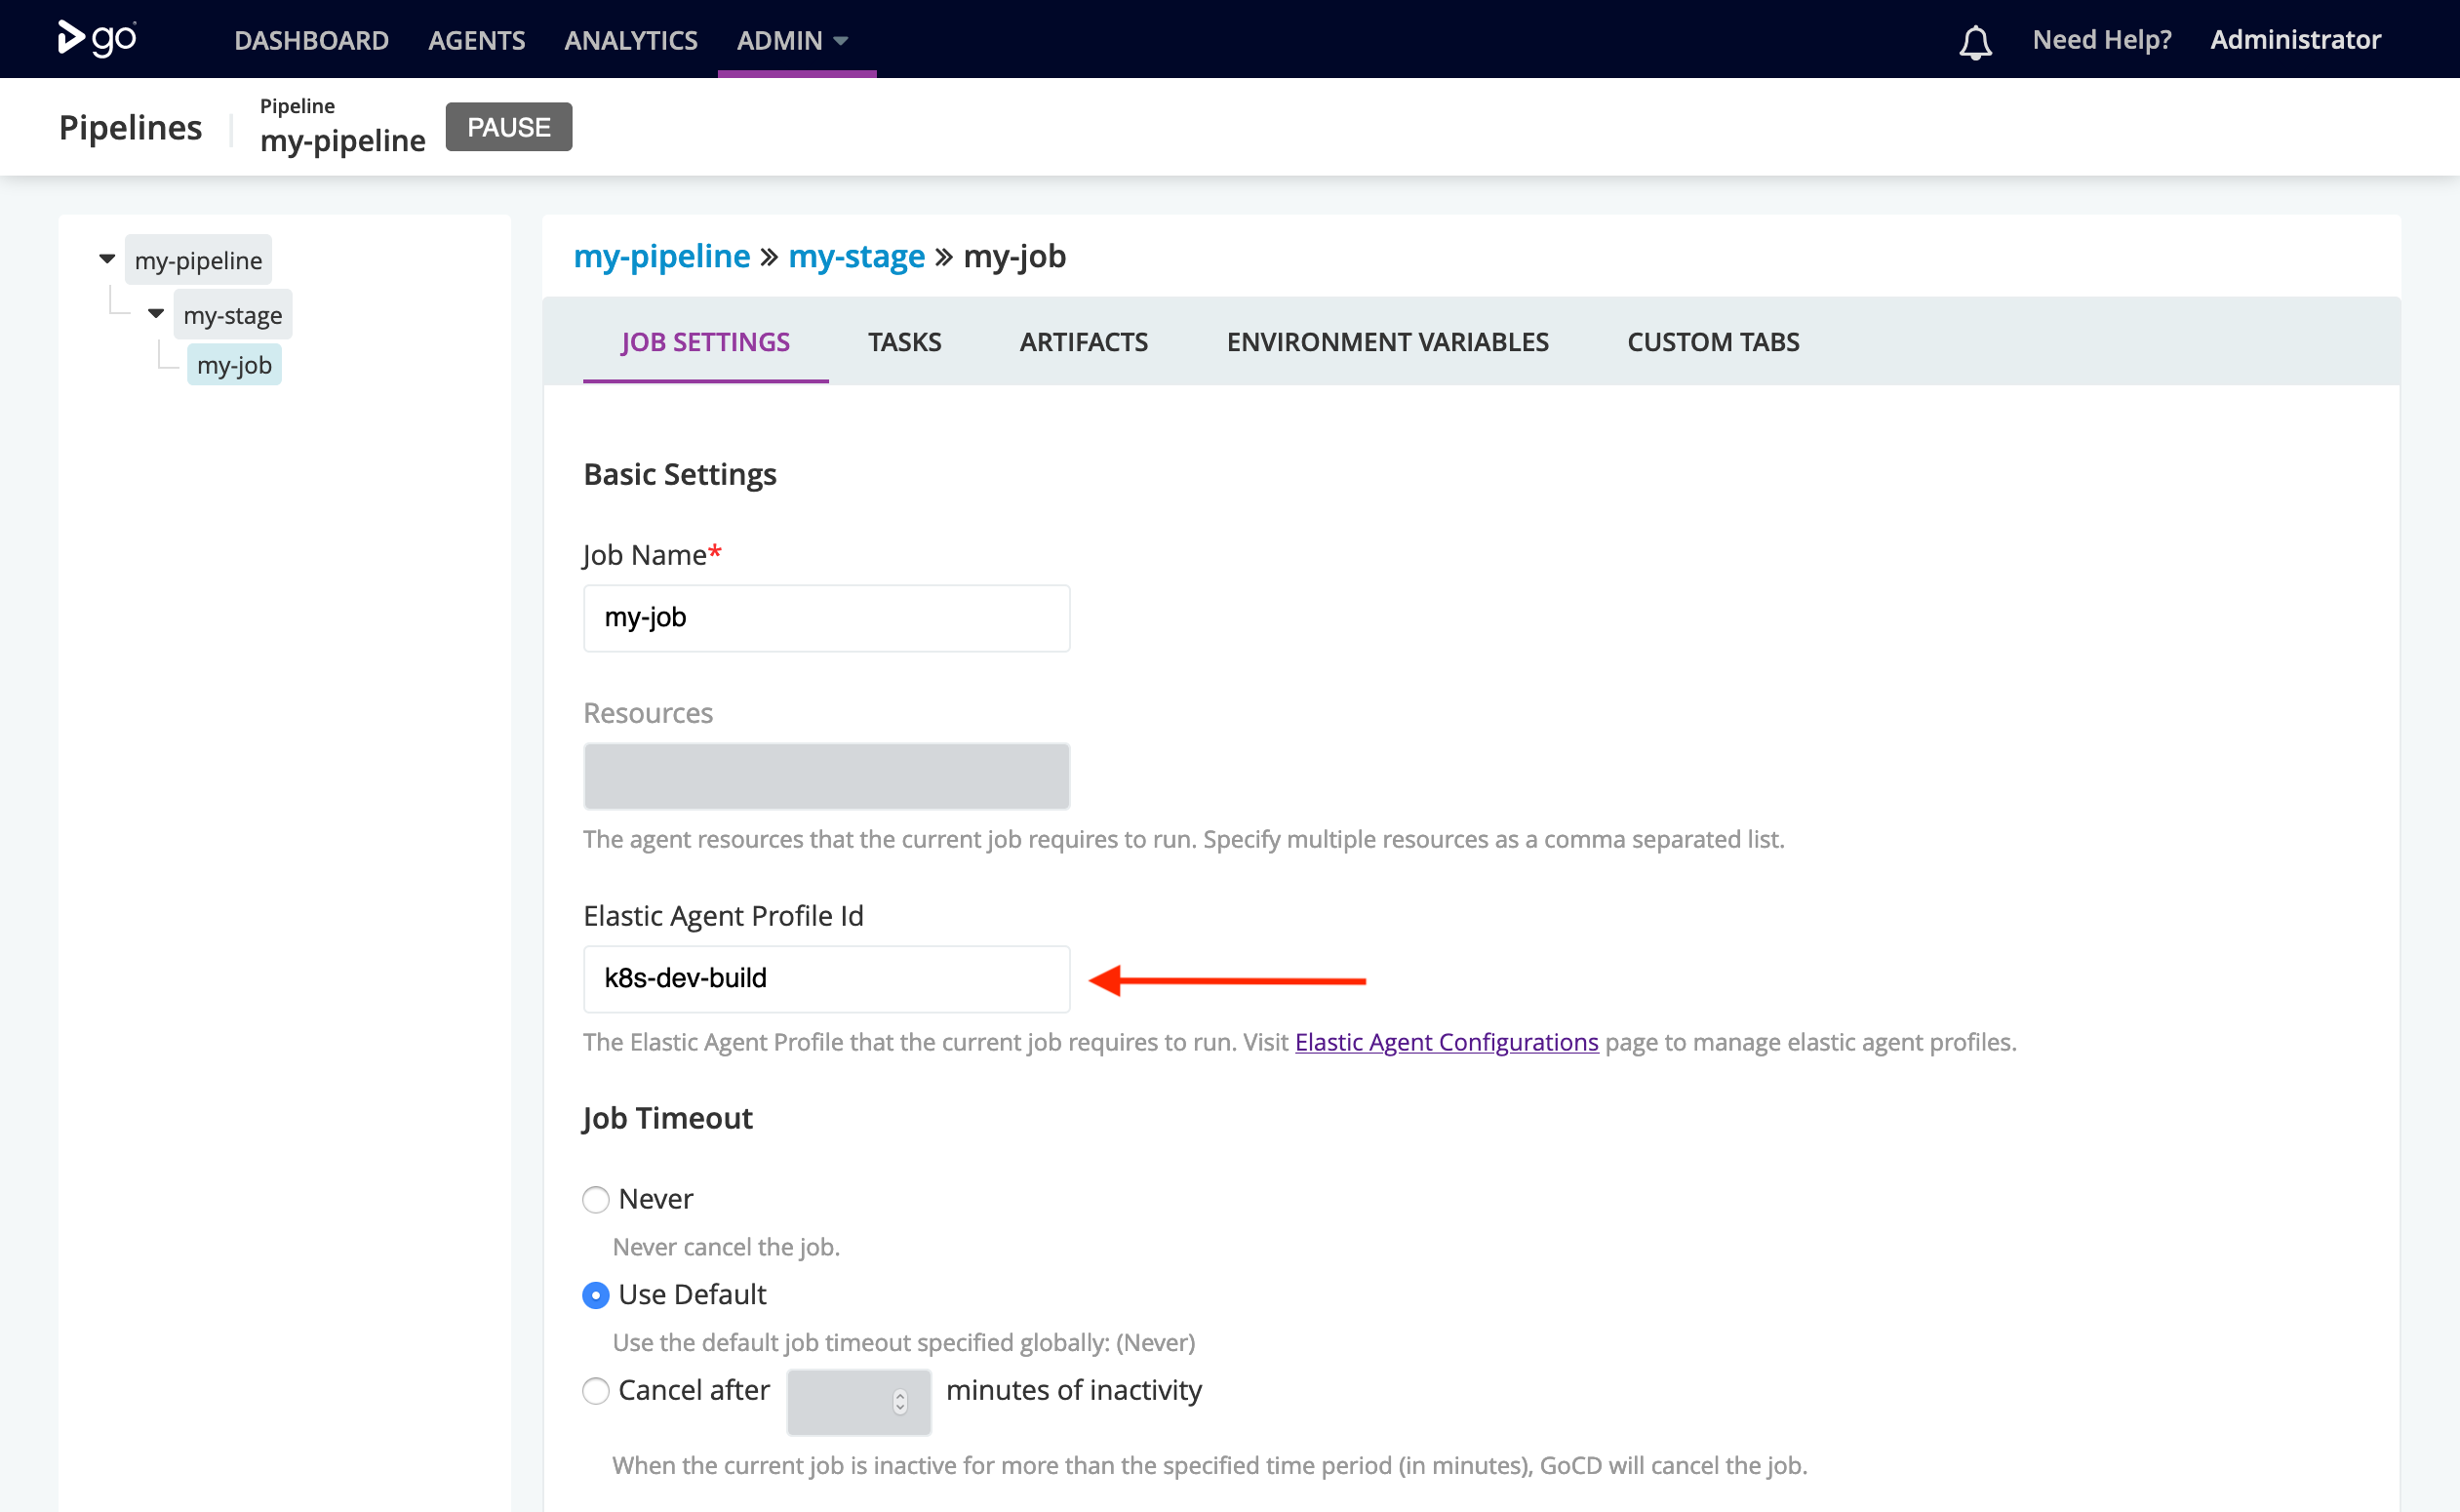 go
DASHBOARD AGENTS ANALYTICS ADMIN Need Help? Administrator
Pipelines
Pipeline
my-pipeline
PAUSE
my-pipeline
my-stage
my-job
my-pipeline » my-stage » my-job
JOB SETTINGS TASKS ARTIFACTS ENVIRONMENT VARIABLES CUSTOM TABS
Basic Settings
Job Name*
my-job
Resources
The agent resources that the current job requires to run. Specify multiple resources as a comma separated list.
Elastic Agent Profile Id
k8s-dev-build
The Elastic Agent Profile that the current job requires to run. Visit Elastic Agent Configurations page to manage elastic agent profiles.
Job Timeout
Never
Never cancel the job.
Use Default
Use the default job timeout specified globally: (Never)
Cancel after minutes of inactivity
When the current job is inactive for more than the specified time period (in minutes), GoCD will cancel the job.